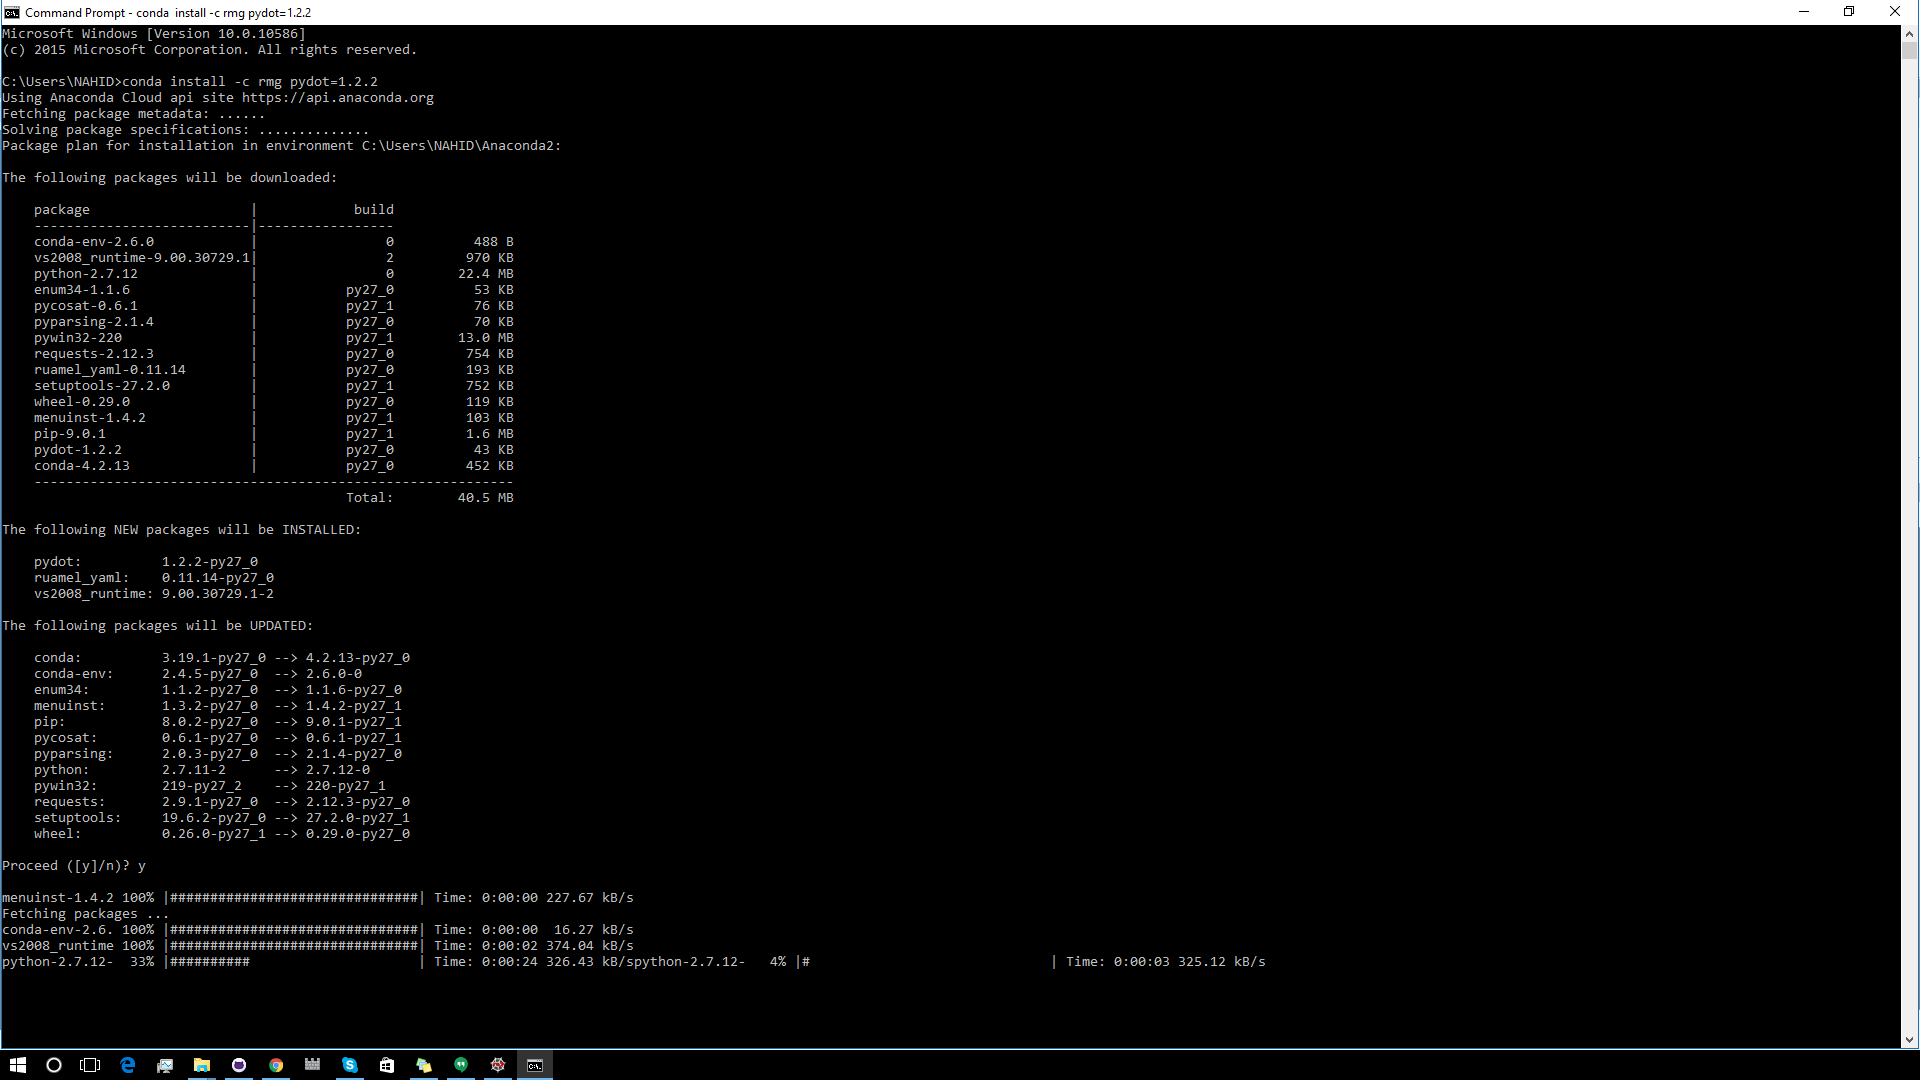 Command Prompt - conda  install -c rmg pydot=1.2.2
Microsoft Windows [Version 10.0.10586]
(c) 2015 Microsoft Corporation. All rights reserved.
C:\Users\NAHID>conda install -c rmg pydot=1.2.2
Using Anaconda Cloud api site https://api.anaconda.org
Fetching package metadata: ......
Solving package specifications: ..............
Package plan for installation in environment C:\Users\NAHID\Anaconda2:
The following packages will be downloaded:
    package                    |            build
    ---------------------------|-----------------
    conda-env-2.6.0            |                0          488 B
    vs2008_runtime-9.00.30729.1|                2         970 KB
    python-2.7.12              |                0        22.4 MB
    enum34-1.1.6               |           py27_0          53 KB
    pycosat-0.6.1              |           py27_1          76 KB
    pyparsing-2.1.4            |           py27_0          70 KB
    pywin32-220                |           py27_1        13.0 MB
    requests-2.12.3            |           py27_0         754 KB
    ruamel_yaml-0.11.14        |           py27_0         193 KB
    setuptools-27.2.0          |           py27_1         752 KB
    wheel-0.29.0               |           py27_0         119 KB
    menuinst-1.4.2             |           py27_1         103 KB
    pip-9.0.1                  |           py27_1         1.6 MB
    pydot-1.2.2                |           py27_0          43 KB
    conda-4.2.13               |           py27_0         452 KB
    ------------------------------------------------------------
                                           Total:        40.5 MB
The following NEW packages will be INSTALLED:
    pydot:          1.2.2-py27_0
    ruamel_yaml:    0.11.14-py27_0
    vs2008_runtime: 9.00.30729.1-2
The following packages will be UPDATED:
    conda:          3.19.1-py27_0 --> 4.2.13-py27_0
    conda-env:      2.4.5-py27_0  --> 2.6.0-0
    enum34:         1.1.2-py27_0  --> 1.1.6-py27_0
    menuinst:       1.3.2-py27_0  --> 1.4.2-py27_1
    pip:            8.0.2-py27_0  --> 9.0.1-py27_1
    pycosat:        0.6.1-py27_0  --> 0.6.1-py27_1
    pyparsing:      2.0.3-py27_0  --> 2.1.4-py27_0
    python:         2.7.11-2      --> 2.7.12-0
    pywin32:        219-py27_2    --> 220-py27_1
    requests:       2.9.1-py27_0  --> 2.12.3-py27_0
    setuptools:     19.6.2-py27_0 --> 27.2.0-py27_1
    wheel:          0.26.0-py27_1 --> 0.29.0-py27_0
Proceed ([y]/n)? y
menuinst-1.4.2 100% |###############################| Time: 0:00:00 227.67 kB/s
Fetching packages ...
conda-env-2.6. 100% |###############################| Time: 0:00:00  16.27 kB/s
vs2008_runtime 100% |###############################| Time: 0:00:02 374.04 kB/s
python-2.7.12-  33% |##########                     | Time: 0:00:24 326.43 kB/spython-2.7.12-   4% |#                              | Time: 0:00:03 325.12 kB/s